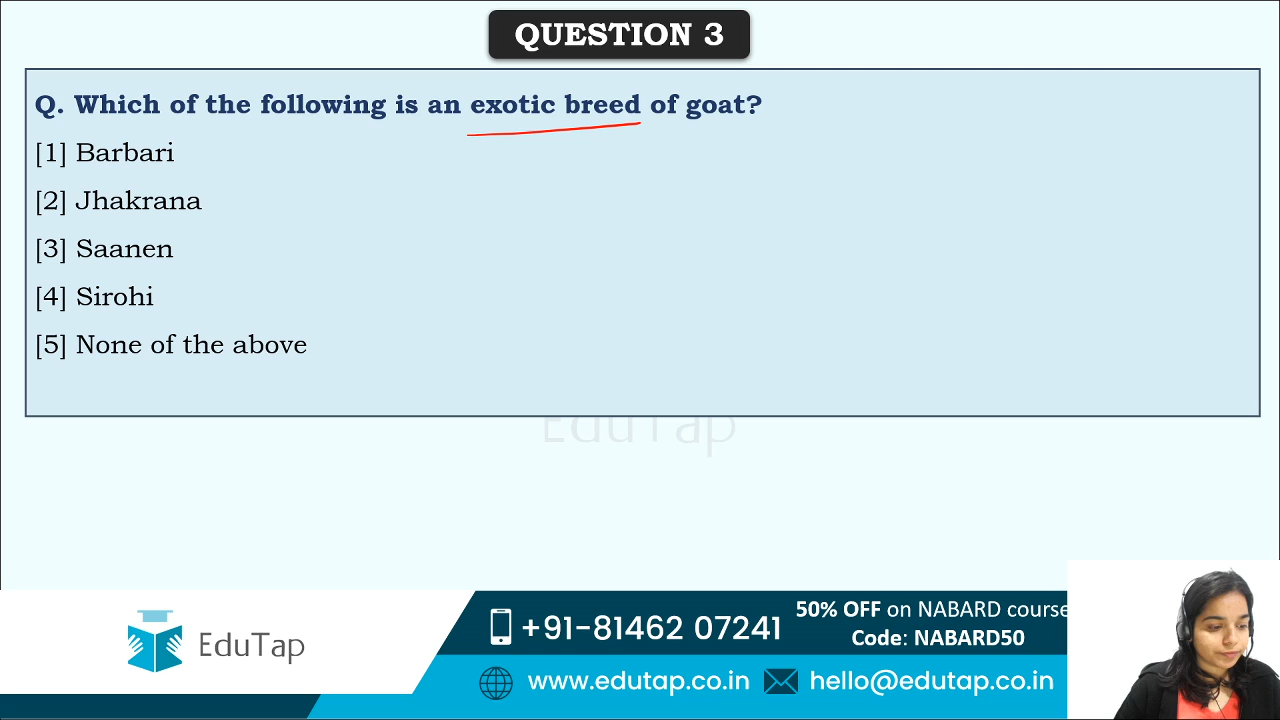 QUESTION 3
Q. Which of the following is an exotic breed of goat?
[1] Barbari
[2] Jhakrana
[3] Saanen
[4] Sirohi
[5] None of the above
EduTap
EduTap
+91-81462 07241
50% OFF on NABARD course
Code: NABARD50
www.edutap.co.in
hello@edutap.co.in